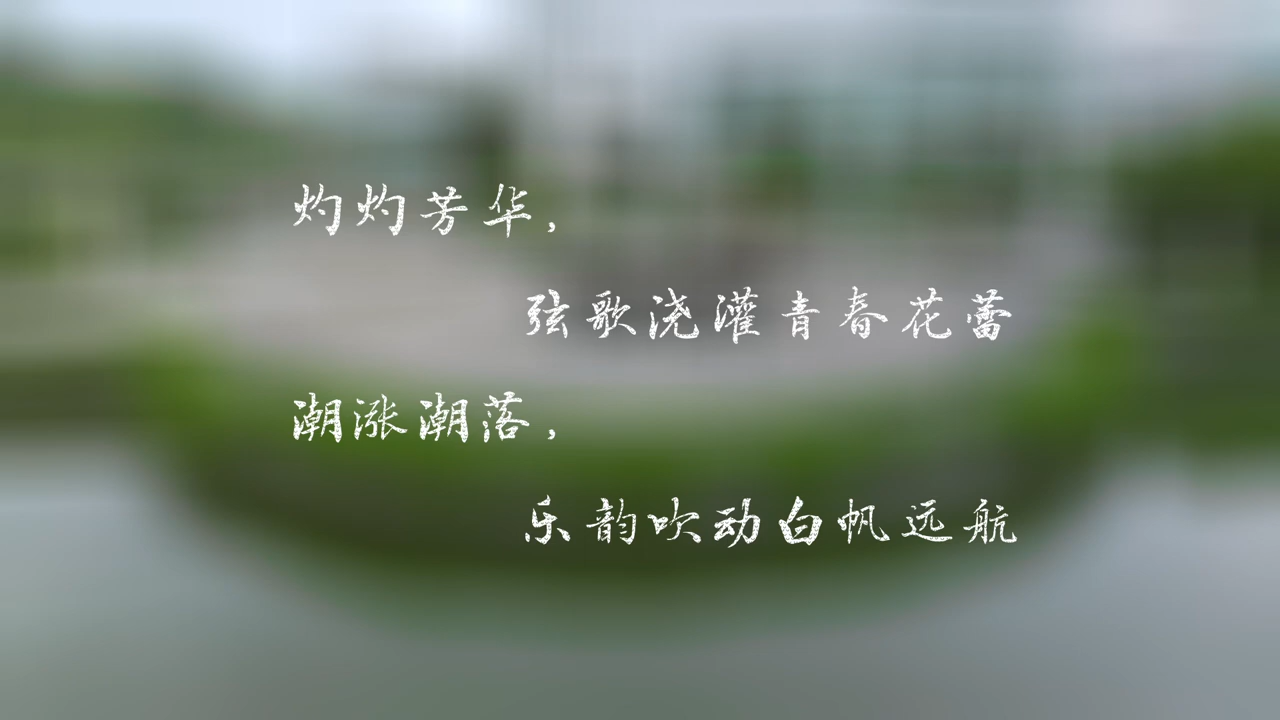 灼灼芳华，
弦歌浇灌青春花蕾
潮涨潮落，
乐韵吹动白帆远航